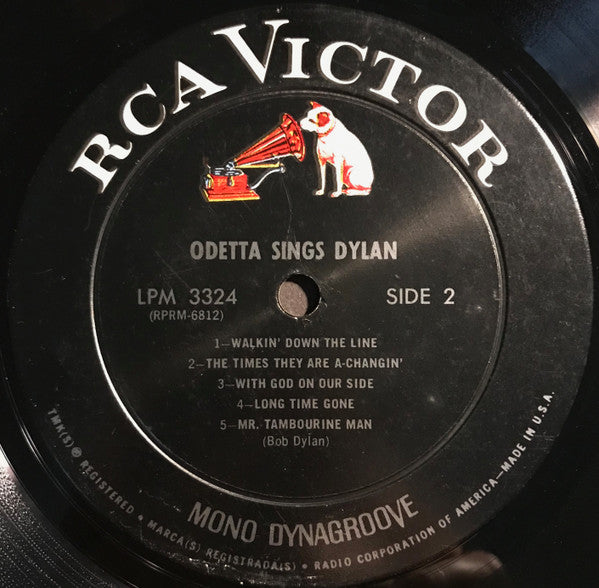 RCA VICTOR
ODETTA SINGS DYLAN
LPM 3324
(RPRM-6812)
SIDE 2
1—WALKIN' DOWN THE LINE
2—THE TIMES THEY ARE A-CHANGIN'
3—WITH GOD ON OUR SIDE
4—LONG TIME GONE
5—MR. TAMBOURINE MAN
(Bob Dylan)
MONO DYNAGROOVE
TMK(S) ® REGISTERED • MARCA(S) REGISTRADA(S) • RADIO CORPORATION OF AMERICA—MADE IN U.S.A.